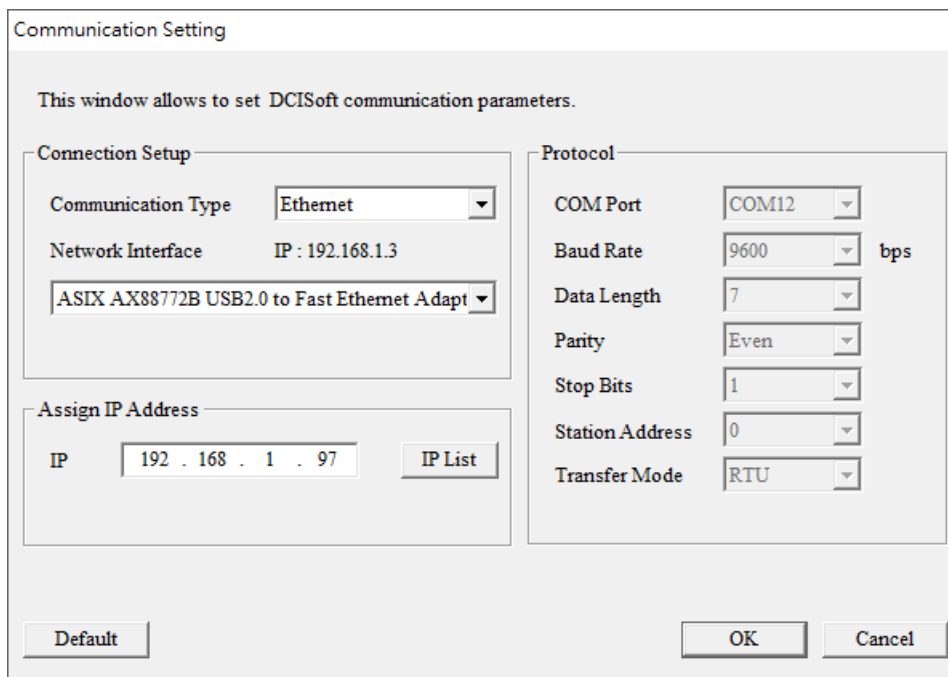 Communication Setting
This window allows to set DCISoft communication parameters.
Connection Setup
Communication Type Ethernet
Network Interface IP : 192.168.1.3
ASIX AX88772B USB2.0 to Fast Ethernet Adapt
Assign IP Address
IP 192 . 168 . 1 . 97 IP List
Protocol
COM Port COM12
Baud Rate 9600 bps
Data Length 7
Parity Even
Stop Bits 1
Station Address 0
Transfer Mode RTU
Default OK Cancel